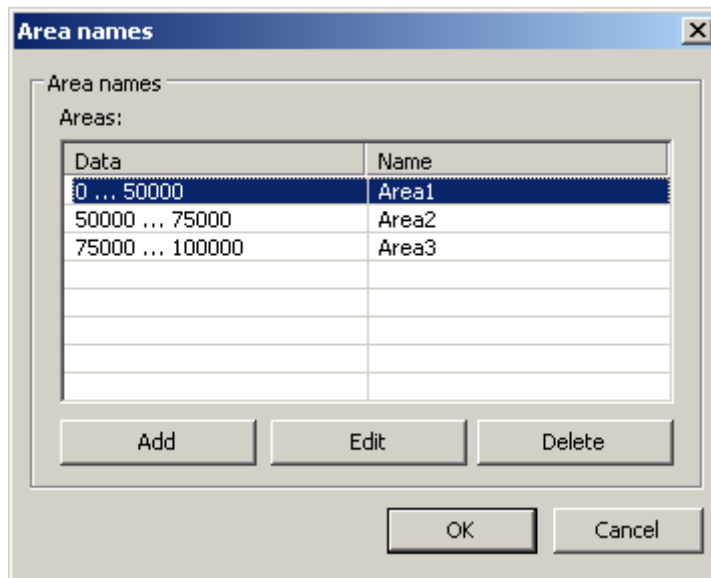 Area names
Area names
Areas:
Data Name
0 ... 50000 Area1
50000 ... 75000 Area2
75000 ... 100000 Area3
Add Edit Delete
OK Cancel